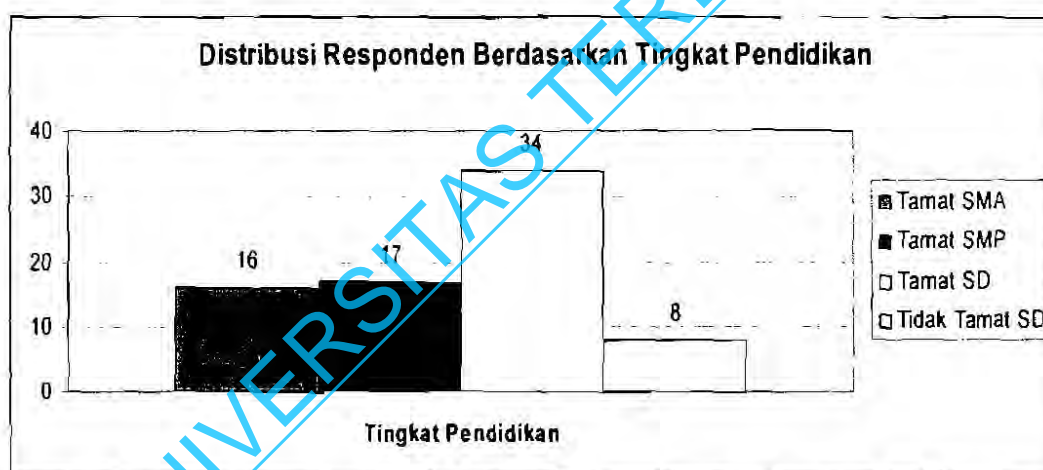 Distribusi Responden Berdasarkan Tingkat Pendidikan
40
34
30
20
16
17
10
8
0
Tingkat Pendidikan
Tamat SMA
Tamat SMP
Tamat SD
Tidak Tamat SD
UNIVERSITAS